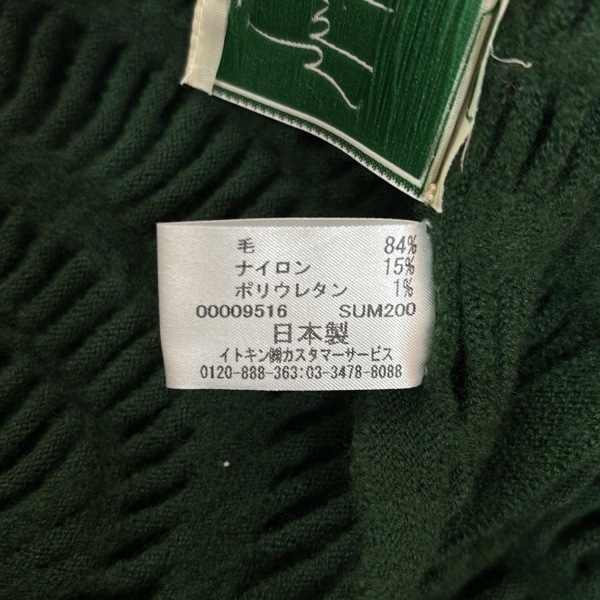 毛 84%
ナイロン 15%
ポリウレタン 1%
00009516 SUM200
日本製
イトキン㈱カスタマーサービス
0120-888-363:03-3478-8088